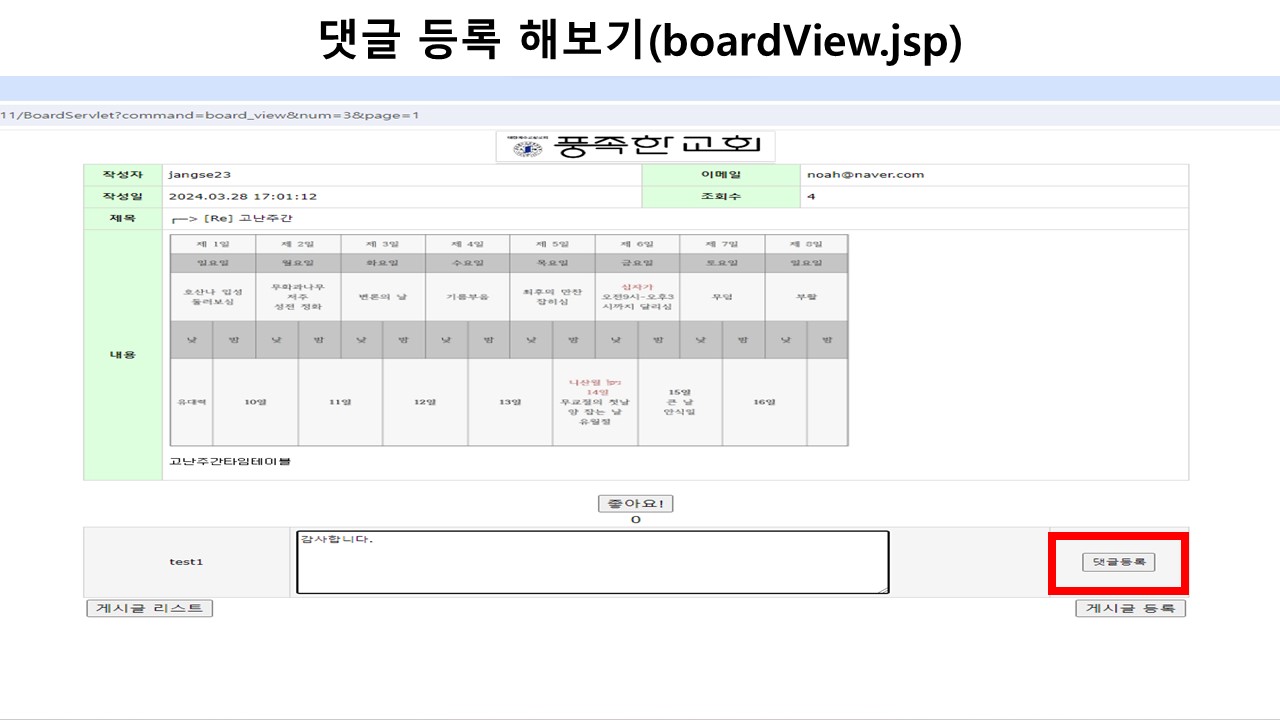 댓글 등록 해보기(boardView.jsp)
11/BoardServlet?command=board_view&num=3&page=1
풍족한교회
작성자 jangse23 이메일 noah@naver.com
작성일 2024.03.28 17:01:12 조회수 4
제목 ┌─> [Re] 고난주간
내용
제 1일 제 2일 제 3일 제 4일 제 5일 제 6일 제 7일 제 8일
일요일 월요일 화요일 수요일 목요일 금요일 토요일 일요일
호산나 입성 무화과나무 변론의 날 기름부음 최후의 만찬 십자가 무덤 부활
둘러보심 저주 잡히심 오전9시-오후3
성전 정화 시까지 달리심
낮 밤 낮 밤 낮 밤 낮 밤 낮 밤 낮 밤 낮 밤 낮 밤
유대력 10일 11일 12일 13일 니산월 14일 15일 16일
무교절의 첫날 큰 날
양 잡는 날 안식일
유월절
고난주간타임테이블
좋아요!
0
test1 감사합니다. 댓글등록
게시글 리스트 게시글 등록